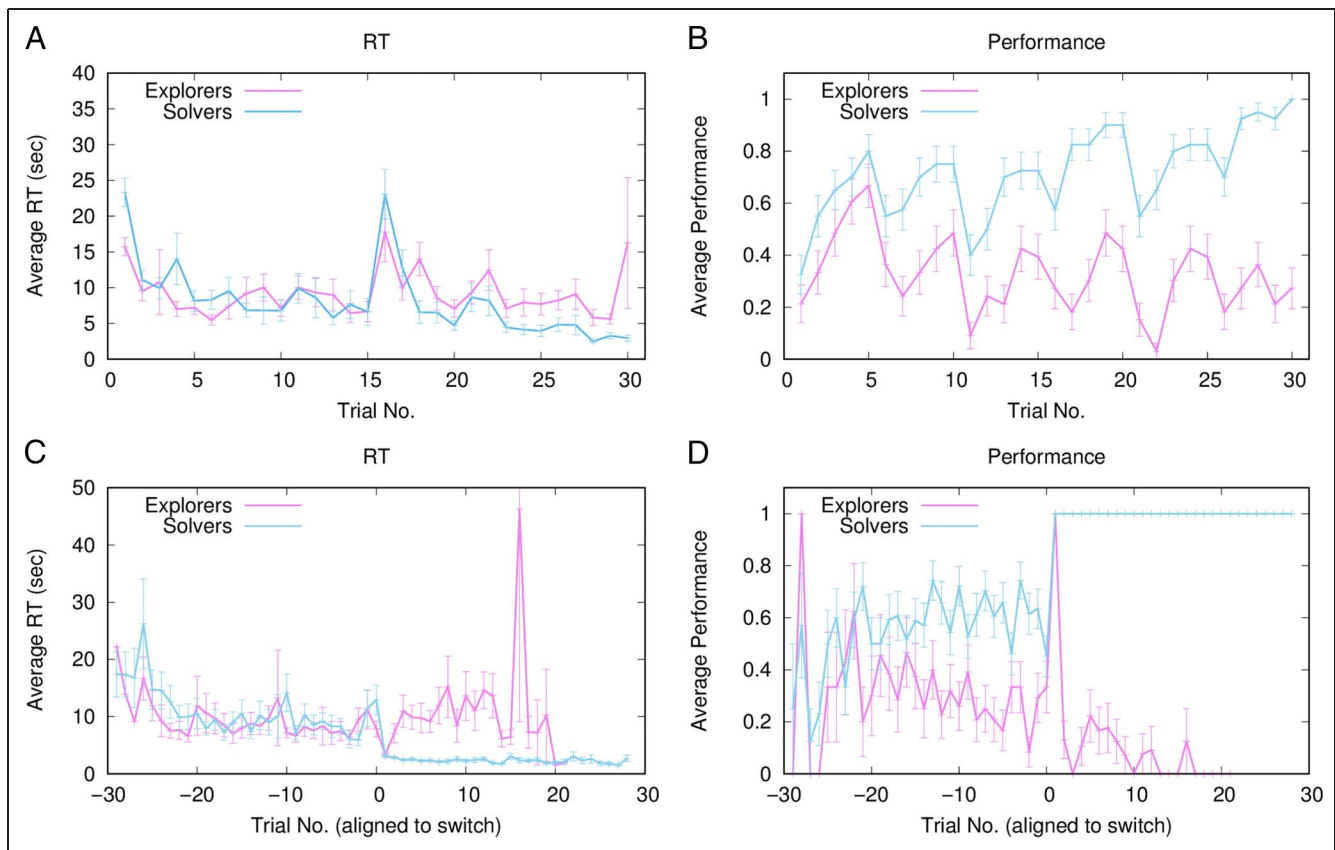 A
RT
Explorers
Solvers
Average RT (sec)
40
35
30
25
20
15
10
5
0
0 5 10 15 20 25 30
Trial No.
B
Performance
Explorers
Solvers
Average Performance
1
0.8
0.6
0.4
0.2
0
0 5 10 15 20 25 30
Trial No.
C
RT
Explorers
Solvers
Average RT (sec)
50
40
30
20
10
0
−30 −20 −10 0 10 20 30
Trial No. (aligned to switch)
D
Performance
Explorers
Solvers
Average Performance
1
0.8
0.6
0.4
0.2
0
−30 −20 −10 0 10 20 30
Trial No. (aligned to switch)